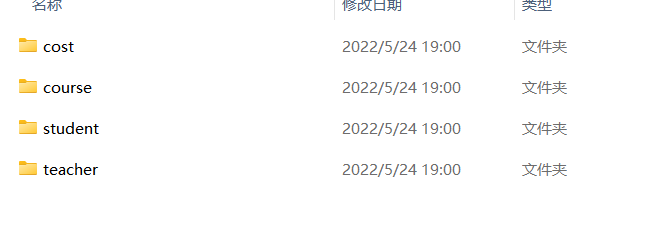 名称 修改日期 类型
cost 2022/5/24 19:00 文件夹
course 2022/5/24 19:00 文件夹
student 2022/5/24 19:00 文件夹
teacher 2022/5/24 19:00 文件夹